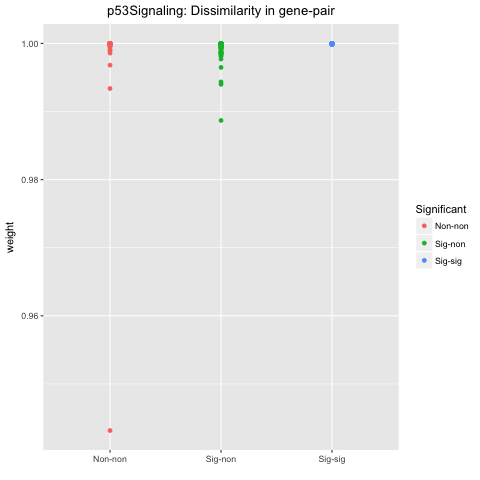 p53Signaling: Dissimilarity in gene-pair
1.00
0.98
0.96
weight
Non-non
Sig-non
Sig-sig
Significant
Non-non
Sig-non
Sig-sig